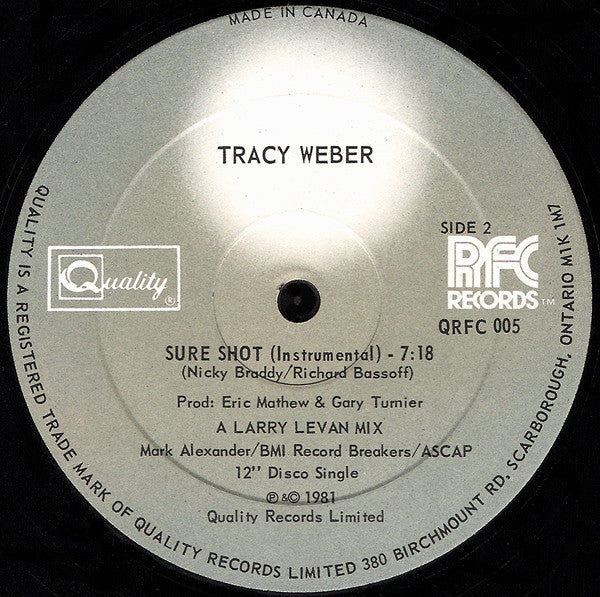 MADE IN CANADA
TRACY WEBER
SIDE 2
Quality ®
RFC
RECORDS™
QRFC 005
SURE SHOT (Instrumental) - 7:18
(Nicky Braddy/Richard Bassoff)
Prod: Eric Mathew & Gary Turnier
A LARRY LEVAN MIX
Mark Alexander/BMI Record Breakers/ASCAP
12'' Disco Single
℗ &© 1981
Quality Records Limited
QUALITY IS A REGISTERED TRADE MARK OF QUALITY RECORDS LIMITED 380 BIRCHMOUNT RD. SCARBOROUGH, ONTARIO M1K 1M7